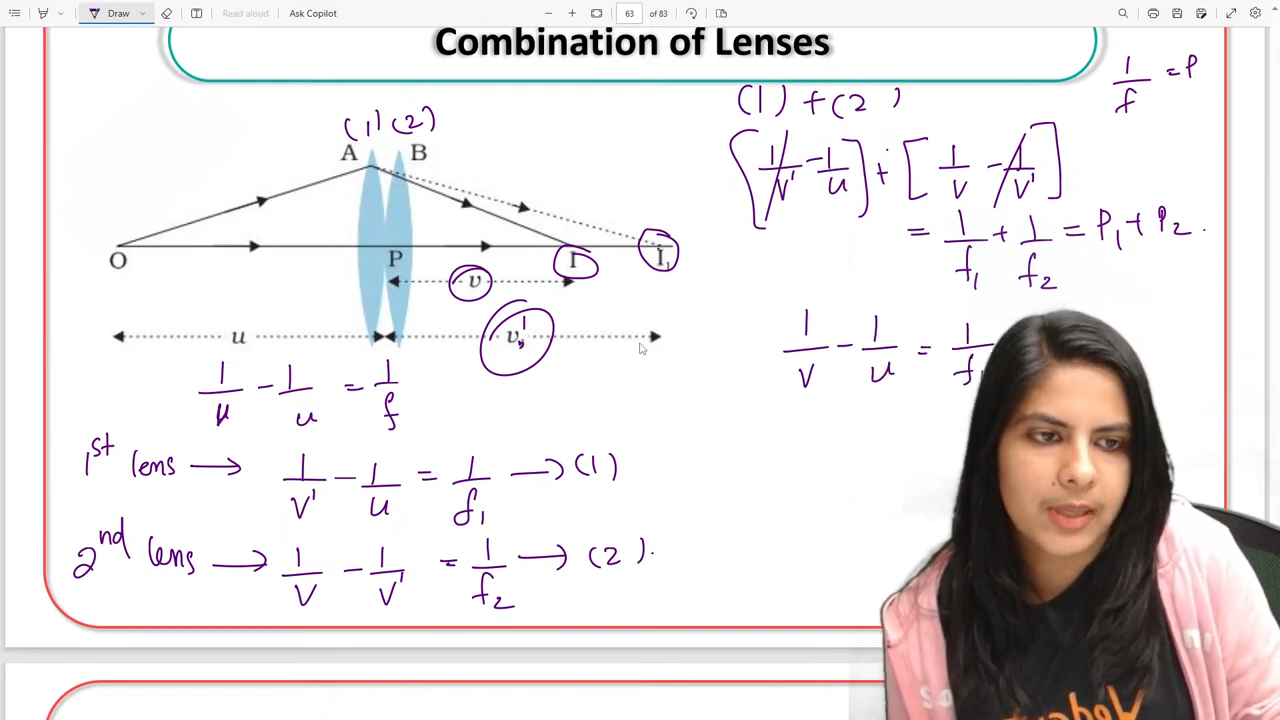 Draw
Read aloud
Ask Copilot
63 of 83
Combination of Lenses
(1) (2)
A B
O P I I₁
v
u v'
1/u - 1/u = 1/f
1st lens → 1/v' - 1/u = 1/f₁ → (1)
2nd lens → 1/v - 1/v' = 1/f₂ → (2).
1/f = P
(1) + (2)
[1/v' - 1/u] + [1/v - 1/v']
= 1/f₁ + 1/f₂ = P₁ + P₂.
1/v - 1/u = 1/f₁